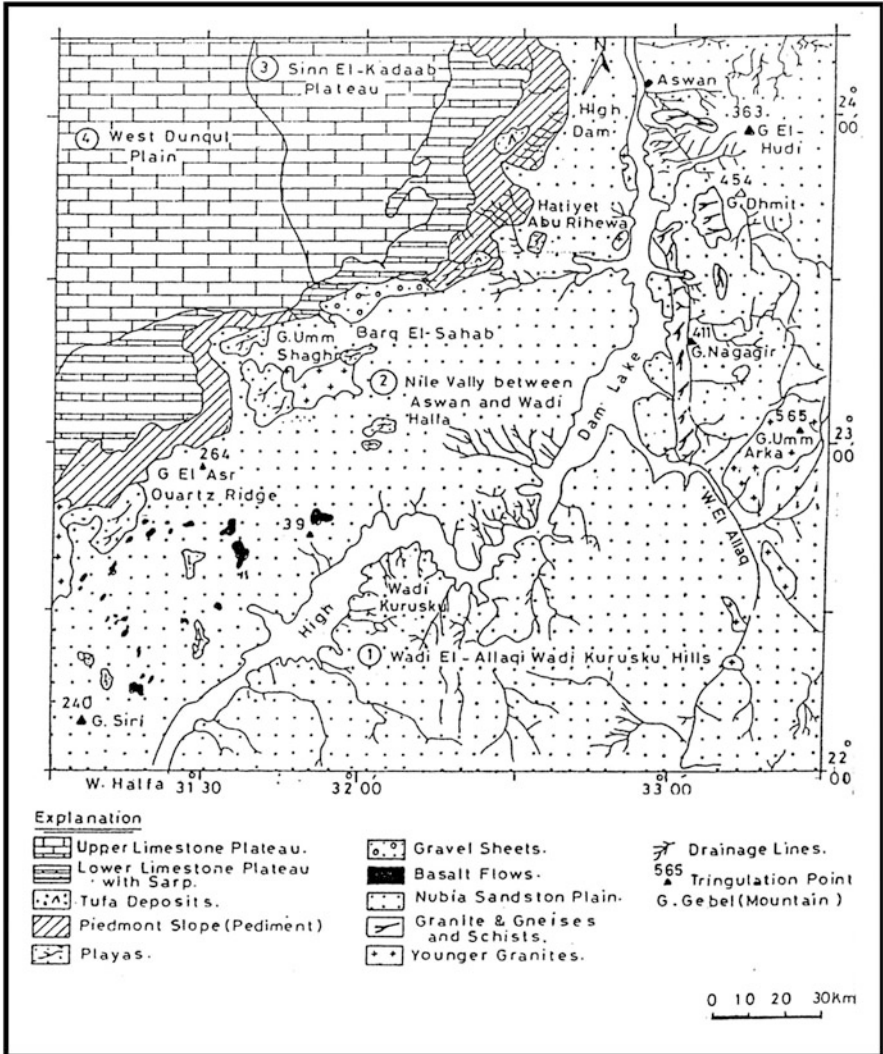 ③ Sinn El-Kadaab
Plateau
④ West Dunqul
Plain
N
Aswan
High
Dam
363
G El-
Hudi
24°
00
454
G.Dhmit
Hatiyet
Abu Rihewa
G.Umm
Shaghr
Barq El-Sahab
411
G.Nagagir
② Nile Vally between
Aswan and Wadi
Halfa
Dam Lake
565
G.Umm
Arka
23°
00
264
G El Asr
Quartz Ridge
39
W.El Allaq
Wadi
Kurusku
High
① Wadi El-Allaqi Wadi Kurusku Hills
240
G. Siri
22°
00
W. Halfa
31°30
32°00
33°00
Explanation
Upper Limestone Plateau.
Lower Limestone Plateau
with Sarp.
Tufa Deposits.
Piedmont Slope (Pediment)
Playas.
Gravel Sheets.
Basalt Flows.
Nubia Sandston Plain.
Granite & Gneises
and Schists.
Younger Granites.
Drainage Lines.
565
Tringulation Point
G.Gebel (Mountain)
0 10 20 30Km